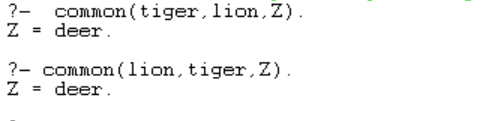 ?- common(tiger,lion,Z).
Z = deer.
?- common(lion,tiger,Z).
Z = deer.